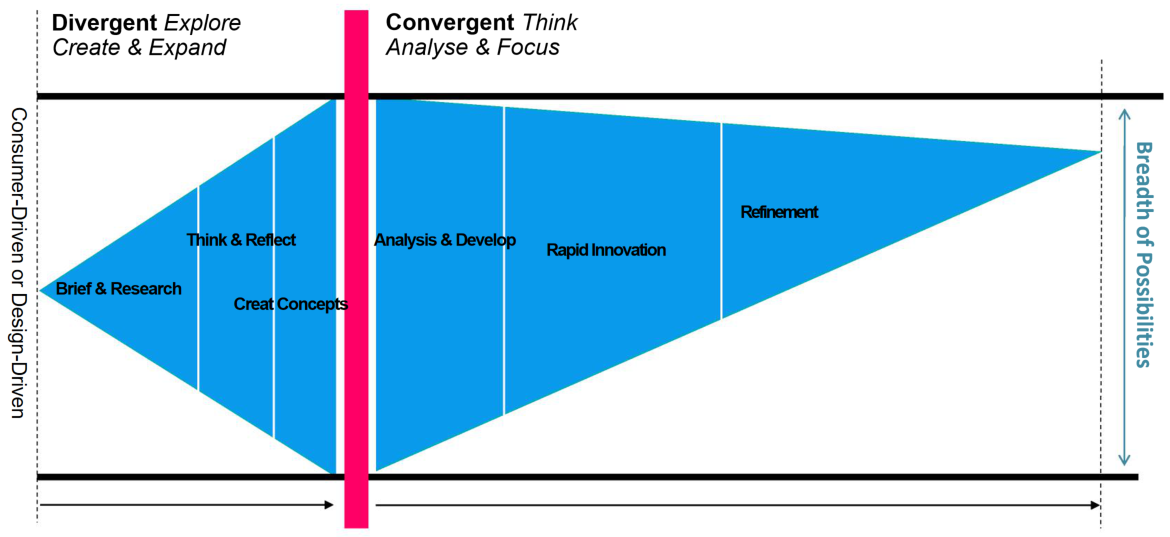 Divergent Explore
Create & Expand
Convergent Think
Analyse & Focus
Consumer-Driven or Design-Driven
Brief & Research
Think & Reflect
Creat Concepts
Analysis & Develop
Rapid Innovation
Refinement
Breadth of Possibilities